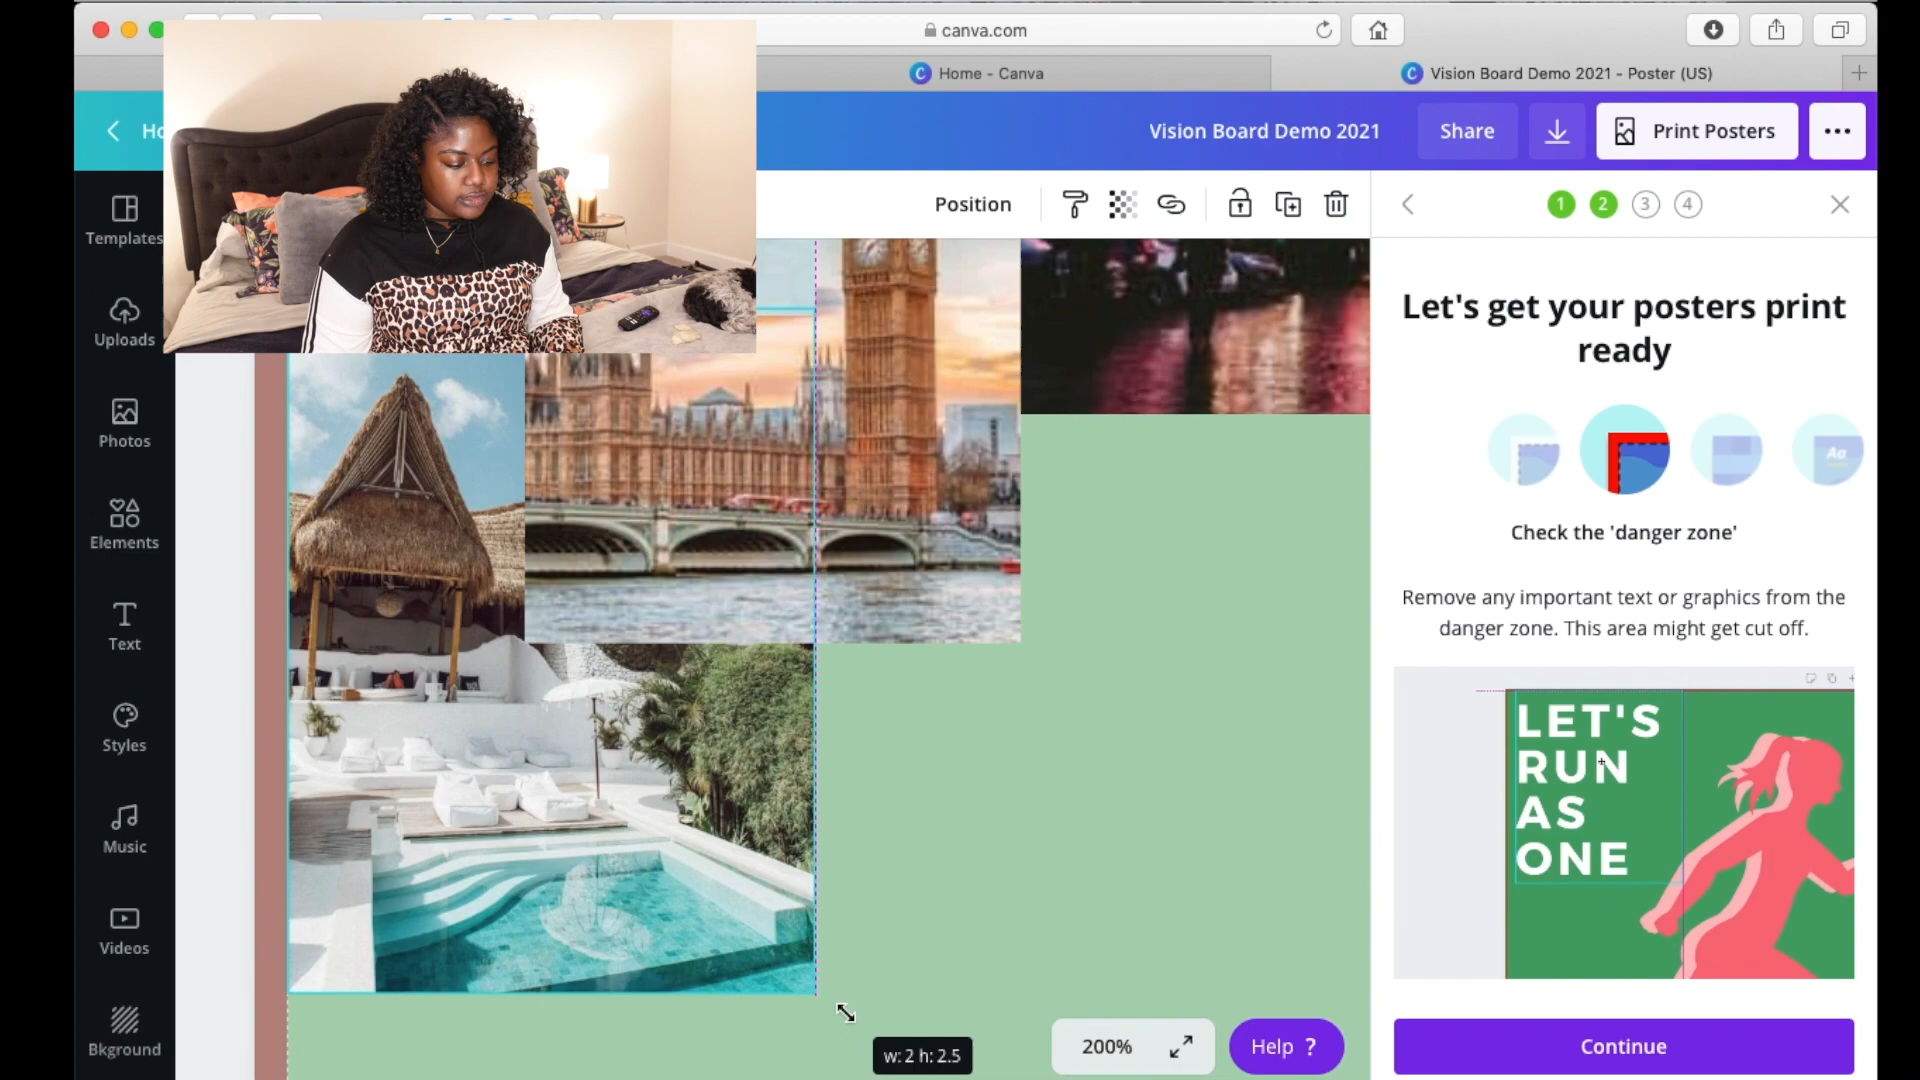 canva.com
Home - Canva
Vision Board Demo 2021 - Poster (US)
Ho
Vision Board Demo 2021
Share
Print Posters
Templates
Position
1
2
3
4
Uploads
Let's get your posters print
ready
Photos
Aa
Elements
Check the 'danger zone'
Remove any important text or graphics from the
danger zone. This area might get cut off.
Text
Styles
LET'S
RUN
AS
ONE
Music
Videos
Bkground
w: 2 h: 2.5
200%
Help ?
Continue